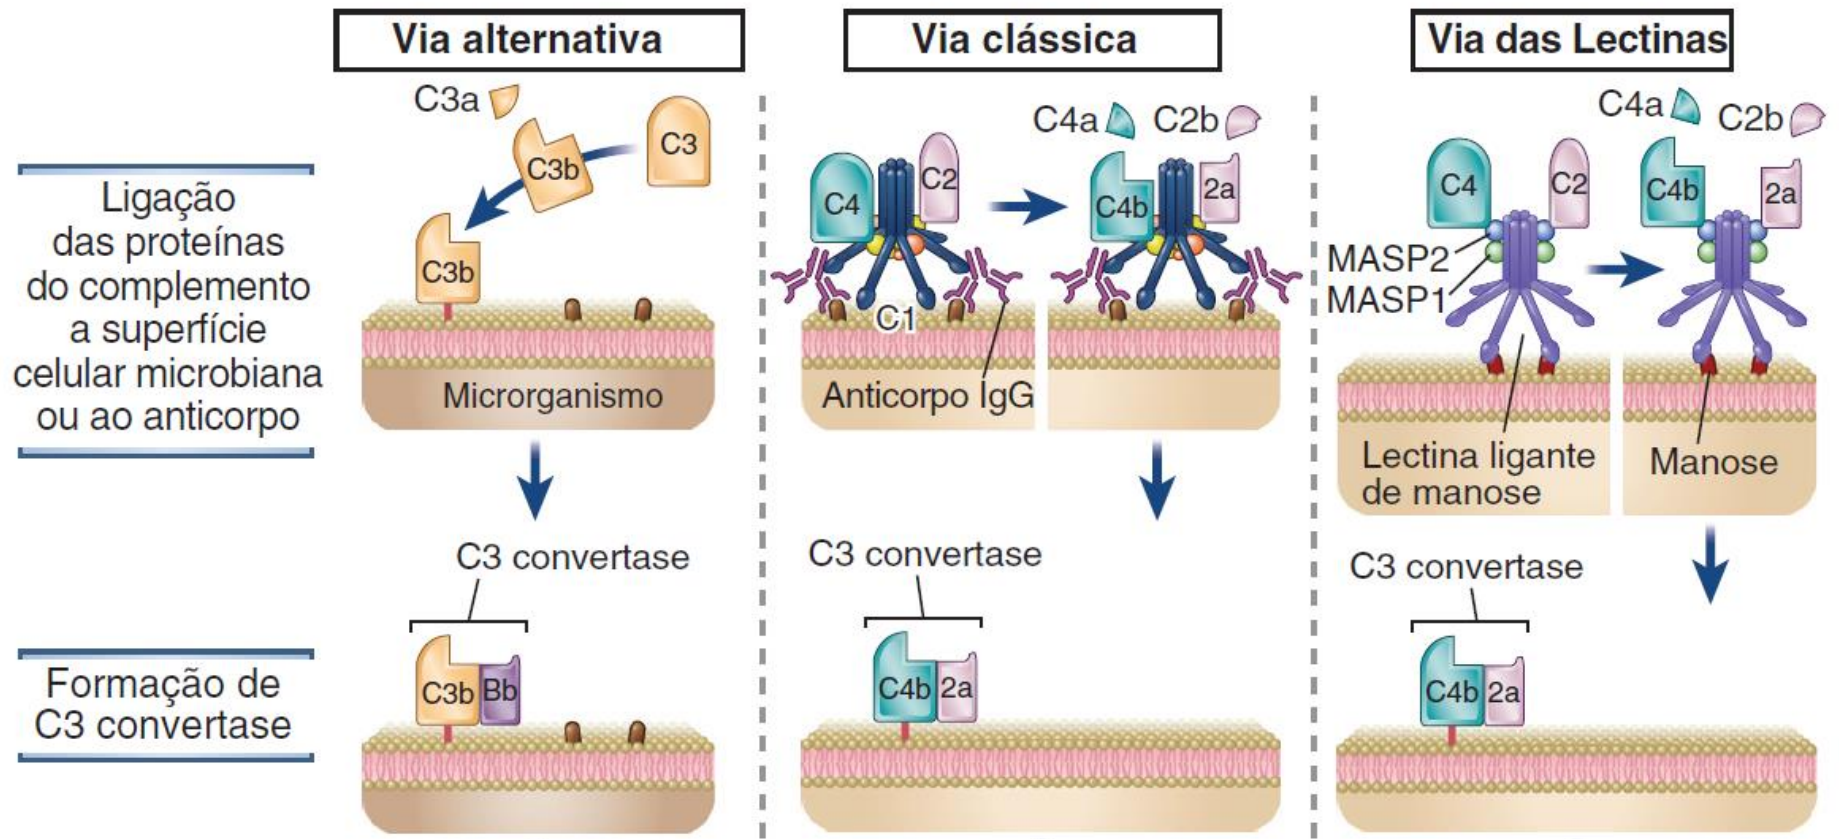 Via alternativa
Via clássica
Via das Lectinas
Ligação
das proteínas
do complemento
a superfície
celular microbiana
ou ao anticorpo
C3a
C3b
C3
C3b
Microrganismo
C4
C2
C4a
C2b
C4b
2a
C1
Anticorpo IgG
C4
C2
C4a
C2b
C4b
2a
MASP2
MASP1
Lectina ligante
de manose
Manose
Formação de
C3 convertase
C3 convertase
C3b
Bb
C3 convertase
C4b
2a
C3 convertase
C4b
2a